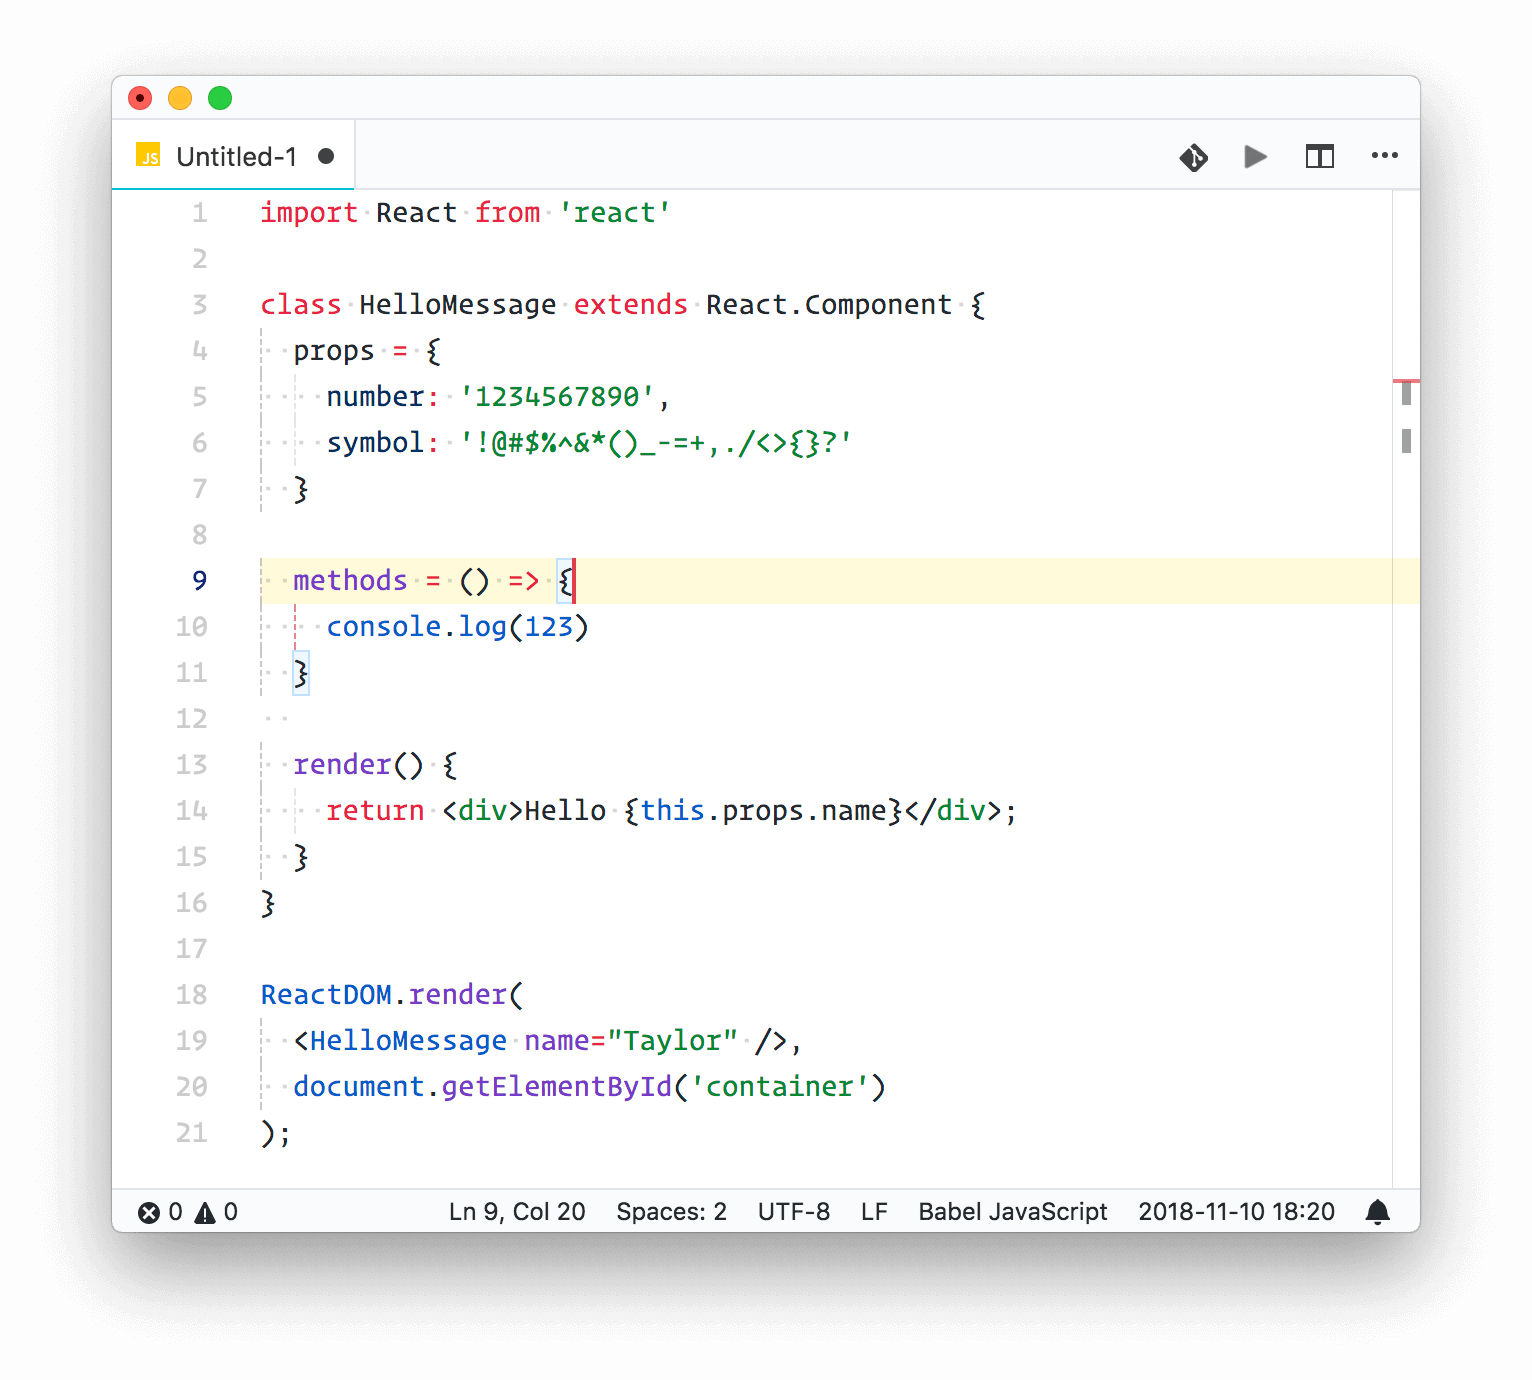 JS Untitled-1
1 import React from 'react'
2
3 class HelloMessage extends React.Component {
4 props = {
5 number: '1234567890',
6 symbol: '!@#$%^&*()_-=+,./<>{}?'
7 }
8
9 methods = () => {
10 console.log(123)
11 }
12
13 render() {
14 return <div>Hello {this.props.name}</div>;
15 }
16 }
17
18 ReactDOM.render(
19 <HelloMessage name="Taylor" />,
20 document.getElementById('container')
21 );
0 0 Ln 9, Col 20 Spaces: 2 UTF-8 LF Babel JavaScript 2018-11-10 18:20